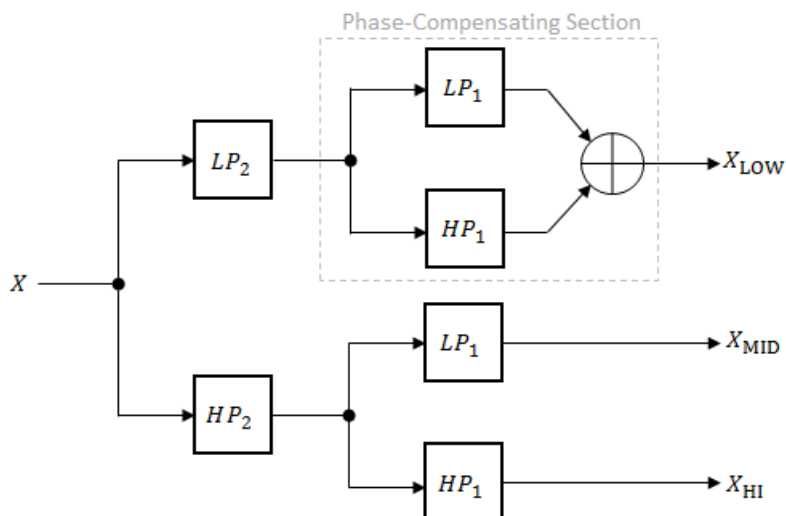 Phase-Compensating Section
LP₁
LP₂
X_LOW
HP₁
X
LP₁
X_MID
HP₂
HP₁
X_HI